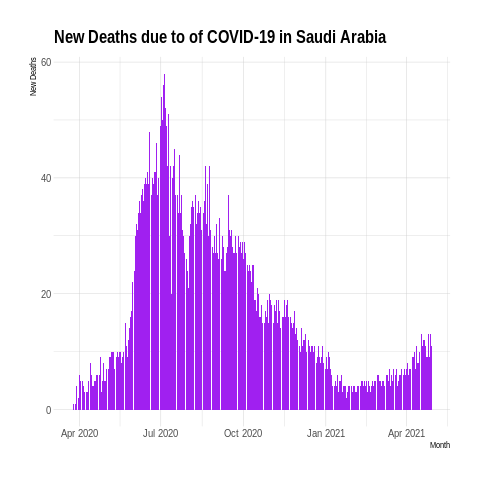 New Deaths due to of COVID-19 in Saudi Arabia
New Deaths
60
40
20
0
Apr 2020 Jul 2020 Oct 2020 Jan 2021 Apr 2021
Month